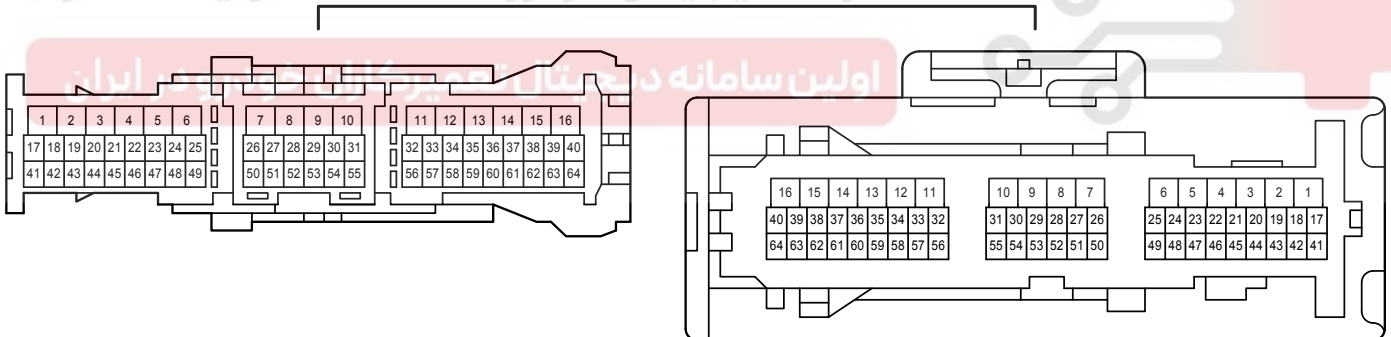 اولین سامانه دیجیتال تعمیرکاران خودرو در ایران
1 2 3 4 5 6 7 8 9 10 11 12 13 14 15 16
17 18 19 20 21 22 23 24 25 26 27 28 29 30 31 32 33 34 35 36 37 38 39 40
41 42 43 44 45 46 47 48 49 50 51 52 53 54 55 56 57 58 59 60 61 62 63 64
16 15 14 13 12 11 10 9 8 7 6 5 4 3 2 1
40 39 38 37 36 35 34 33 32 31 30 29 28 27 26 25 24 23 22 21 20 19 18 17
64 63 62 61 60 59 58 57 56 55 54 53 52 51 50 49 48 47 46 45 44 43 42 41